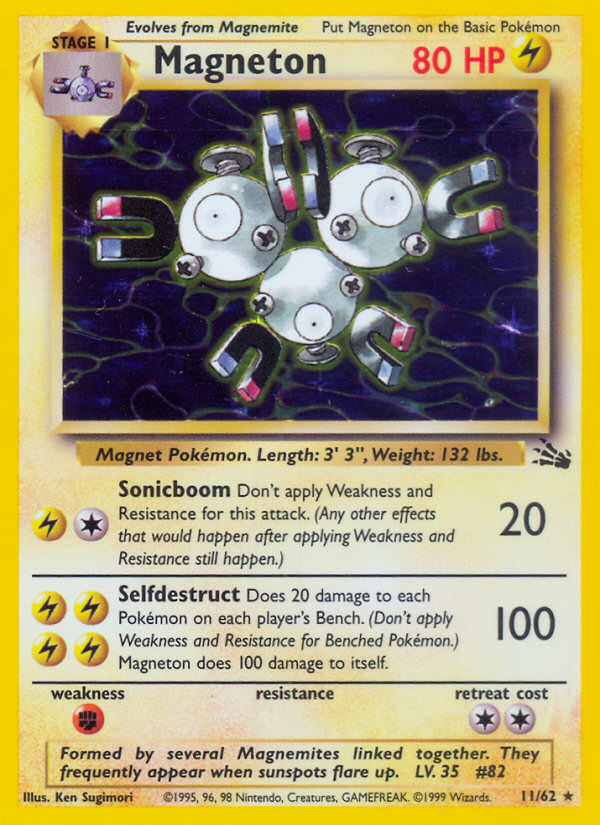 Evolves from Magnemite Put Magneton on the Basic Pokémon
STAGE 1
Magneton 80 HP
Magnet Pokémon. Length: 3' 3", Weight: 132 lbs.
Sonicboom Don't apply Weakness and
Resistance for this attack. (Any other effects
that would happen after applying Weakness and
Resistance still happen.)
20
Selfdestruct Does 20 damage to each
Pokémon on each player's Bench. (Don't apply
Weakness and Resistance for Benched Pokémon.)
Magneton does 100 damage to itself.
100
weakness resistance retreat cost
Formed by several Magnemites linked together. They
frequently appear when sunspots flare up. LV. 35 #82
Illus. Ken Sugimori ©1995, 96, 98 Nintendo, Creatures, GAMEFREAK. ©1999 Wizards. 11/62 ★